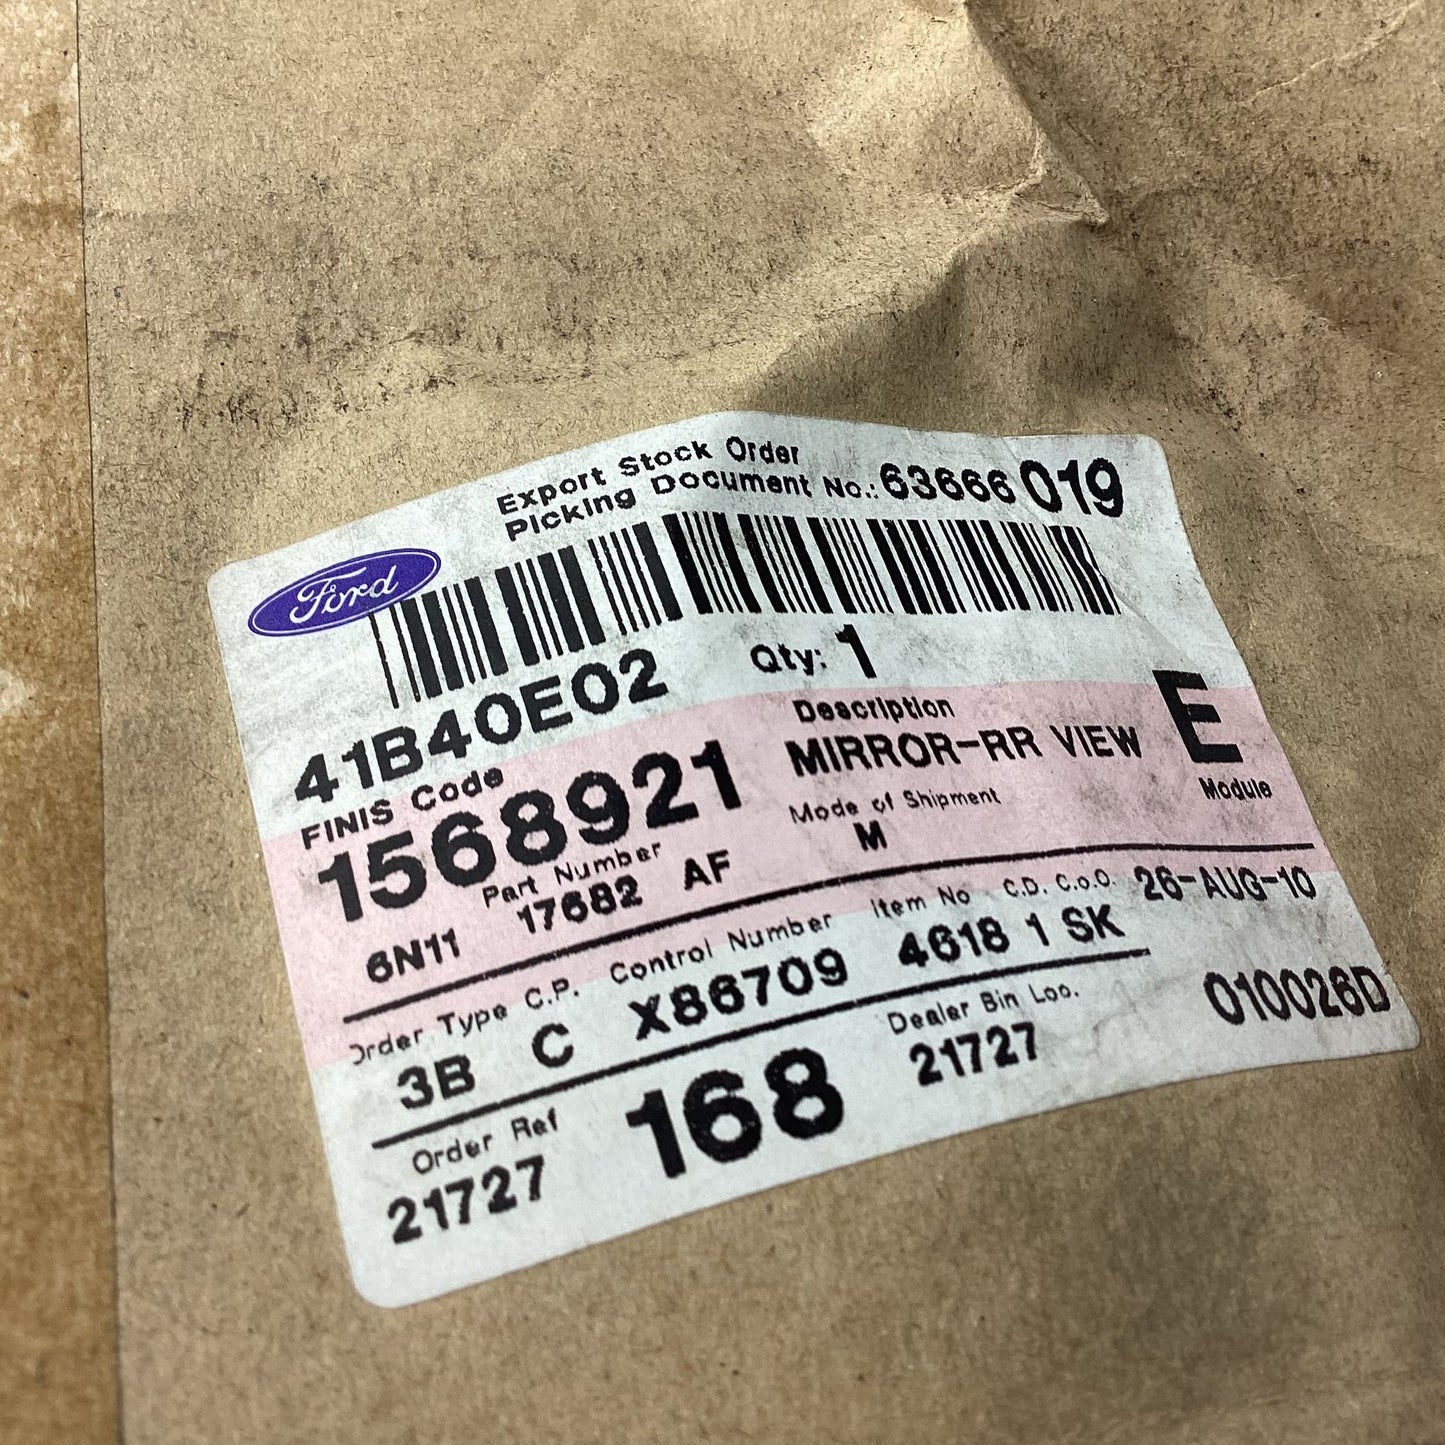 Export Stock Order
Picking Document No.: 63666 019
Ford
41B40E02 Qty: 1
FINIS Code Description E
1568921 MIRROR-RR VIEW Module
Part Number Mode of Shipment
6N11 17682 AF M
Order Type C.P. Control Number Item No C.D. C.o.O. 26-AUG-10
3B C X86709 4618 1 SK
Order Ref 168 Dealer Bin Loc. 010026D
21727 21727